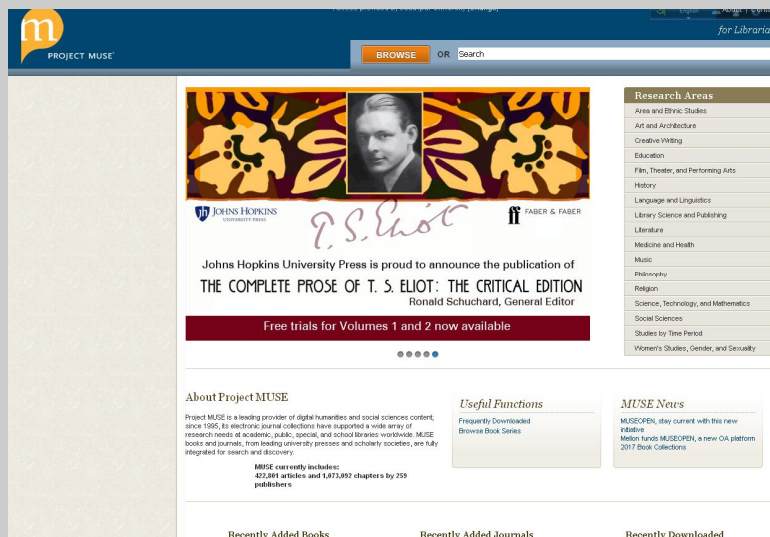 English
About
for Libraria
PROJECT MUSE
BROWSE OR Search
JOHNS HOPKINS
UNIVERSITY PRESS
T. S. Eliot
ff FABER & FABER
Johns Hopkins University Press is proud to announce the publication of
THE COMPLETE PROSE OF T. S. ELIOT: THE CRITICAL EDITION
Ronald Schuchard, General Editor
Free trials for Volumes 1 and 2 now available
Research Areas
Area and Ethnic Studies
Art and Architecture
Creative Writing
Education
Film, Theater, and Performing Arts
History
Language and Linguistics
Library Science and Publishing
Literature
Medicine and Health
Music
Philosophy
Religion
Science, Technology, and Mathematics
Social Sciences
Studies by Time Period
Women's Studies, Gender, and Sexuality
About Project MUSE
Project MUSE is a leading provider of digital humanities and social sciences content;
since 1995, its electronic journal collections have supported a wide array of
research needs at academic, public, special, and school libraries worldwide. MUSE
books and journals, from leading university presses and scholarly societies, are fully
integrated for search and discovery.
MUSE currently includes:
422,801 articles and 1,073,092 chapters by 259
publishers
Useful Functions
Frequently Downloaded
Browse Book Series
MUSE News
MUSEOPEN, stay current with this new
initiative
Mellon funds MUSEOPEN, a new OA platform
2017 Book Collections
Recently Added Books
Recently Added Journals
Recently Downloaded